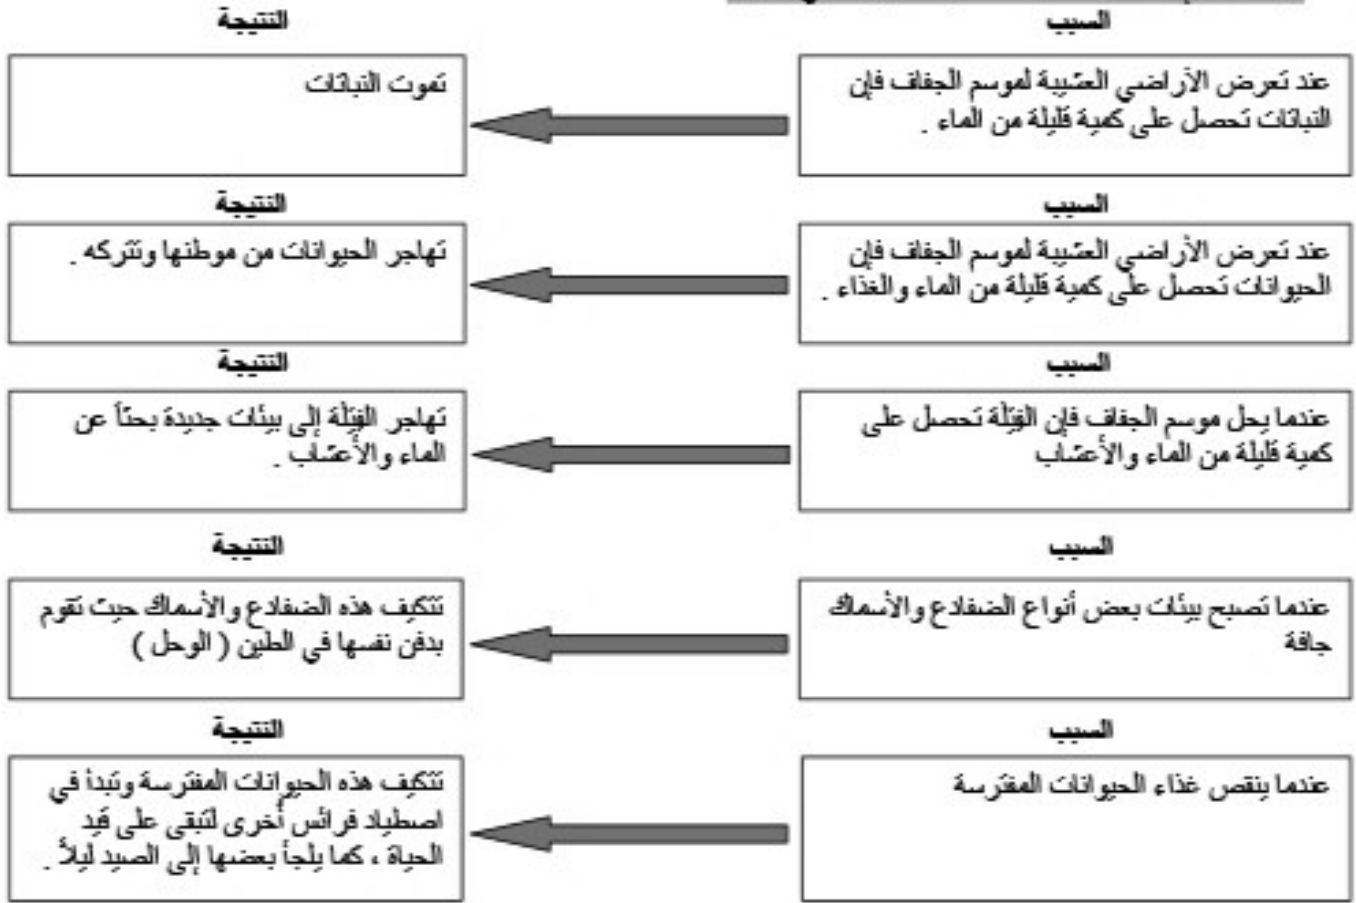 السبب
النتيجة
عند تعرض الأراضي العشبية لموسم الجفاف فإن
النباتات تحصل على كمية قليلة من الماء .
تموت النباتات
السبب
النتيجة
عند تعرض الأراضي العشبية لموسم الجفاف فإن
الحيوانات تحصل على كمية قليلة من الماء والغذاء .
تهاجر الحيوانات من موطنها وتتركه .
السبب
النتيجة
عندما يحل موسم الجفاف فإن الفيلة تحصل على
كمية قليلة من الماء والأعشاب
تهاجر الفيلة إلى بيئات جديدة بحثاً عن
الماء والأعشاب .
السبب
النتيجة
عندما تصبح بيئات بعض أنواع الضفادع والأسماك
جافة
تتكيف هذه الضفادع والأسماك حيث تقوم
بدفن نفسها في الطين ( الوحل )
السبب
النتيجة
عندما ينقص غذاء الحيوانات المفترسة
تتكيف هذه الحيوانات المفترسة وتبدأ في
اصطياد فرائس أخرى لتبقى على قيد
الحياة ، كما يلجأ بعضها إلى الصيد ليلاً .